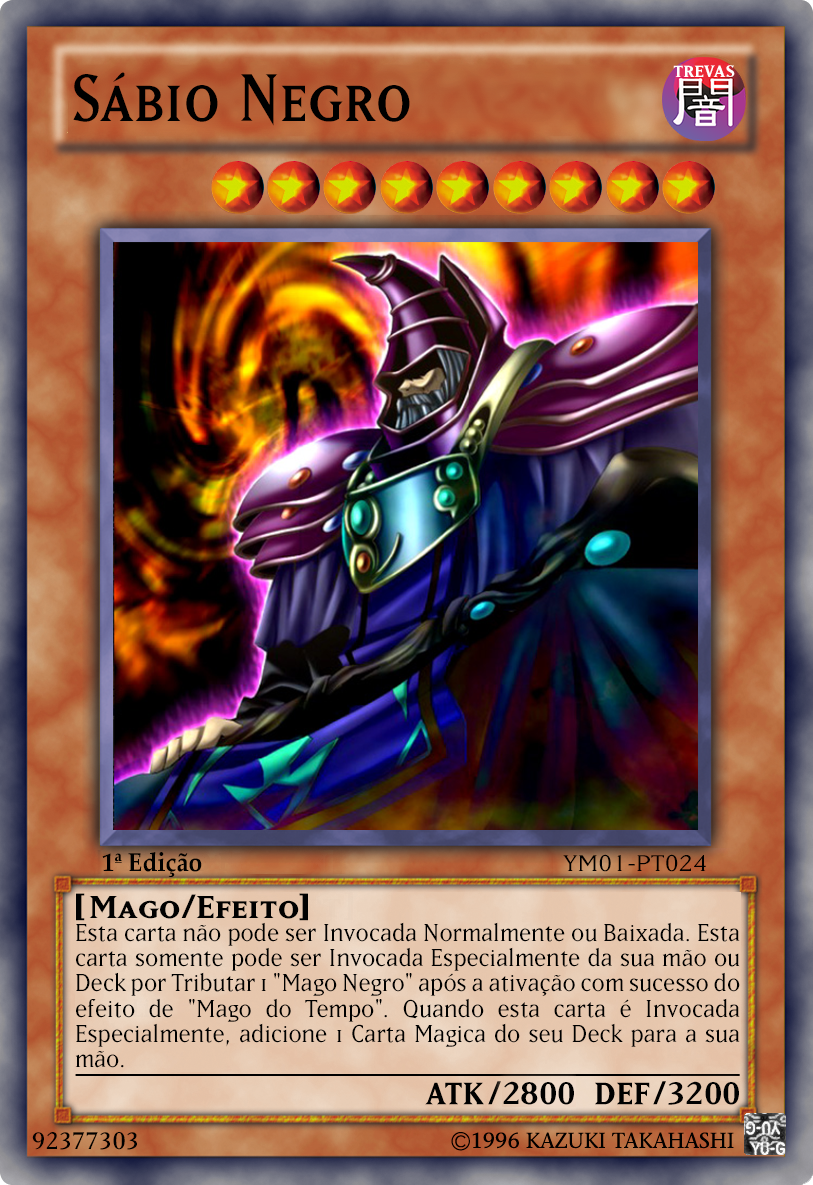 Sábio Negro
TREVAS
闇
1ª Edição
YM01-PT024
[Mago/Efeito]
Esta carta não pode ser Invocada Normalmente ou Baixada. Esta
carta somente pode ser Invocada Especialmente da sua mão ou
Deck por Tributar 1 "Mago Negro" após a ativação com sucesso do
efeito de "Mago do Tempo". Quando esta carta é Invocada
Especialmente, adicione 1 Carta Magica do seu Deck para a sua
mão.
ATK/2800 DEF/3200
92377303
©1996 KAZUKI TAKAHASHI
YU-G
YU-G